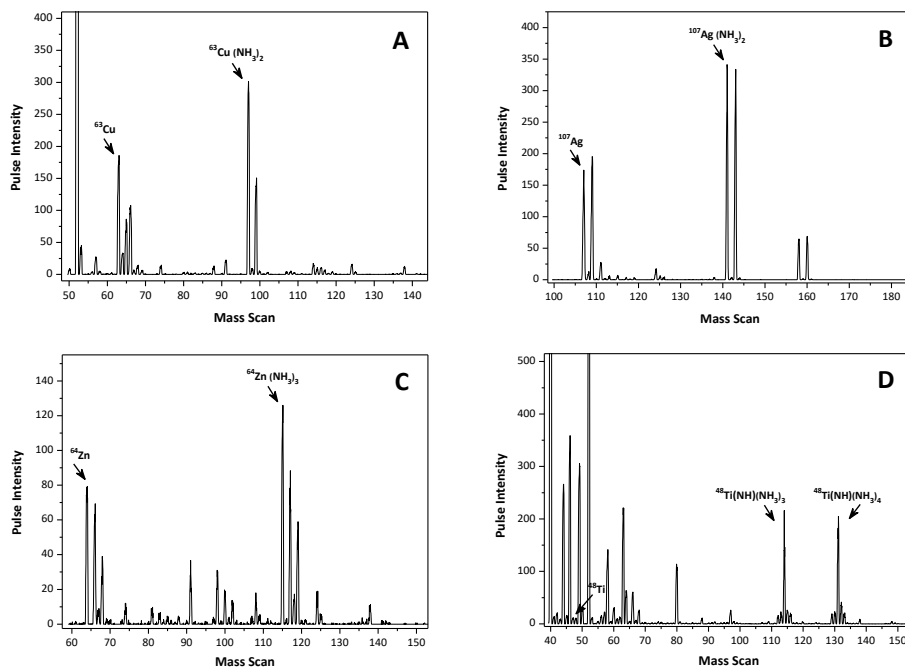 A
⁶³Cu (NH₃)₂
⁶³Cu
Pulse Intensity
400
350
300
250
200
150
100
50
0
50 60 70 80 90 100 110 120 130 140
Mass Scan
B
¹⁰⁷Ag (NH₃)₂
¹⁰⁷Ag
Pulse Intensity
400
350
300
250
200
150
100
50
0
100 110 120 130 140 150 160 170 180
Mass Scan
C
⁶⁴Zn (NH₃)₃
⁶⁴Zn
Pulse Intensity
140
120
100
80
60
40
20
0
60 70 80 90 100 110 120 130 140 150
Mass Scan
D
⁴⁸Ti(NH)(NH₃)₃ ⁴⁸Ti(NH)(NH₃)₄
⁴⁸Ti
Pulse Intensity
500
400
300
200
100
0
40 50 60 70 80 90 100 110 120 130 140 150
Mass Scan